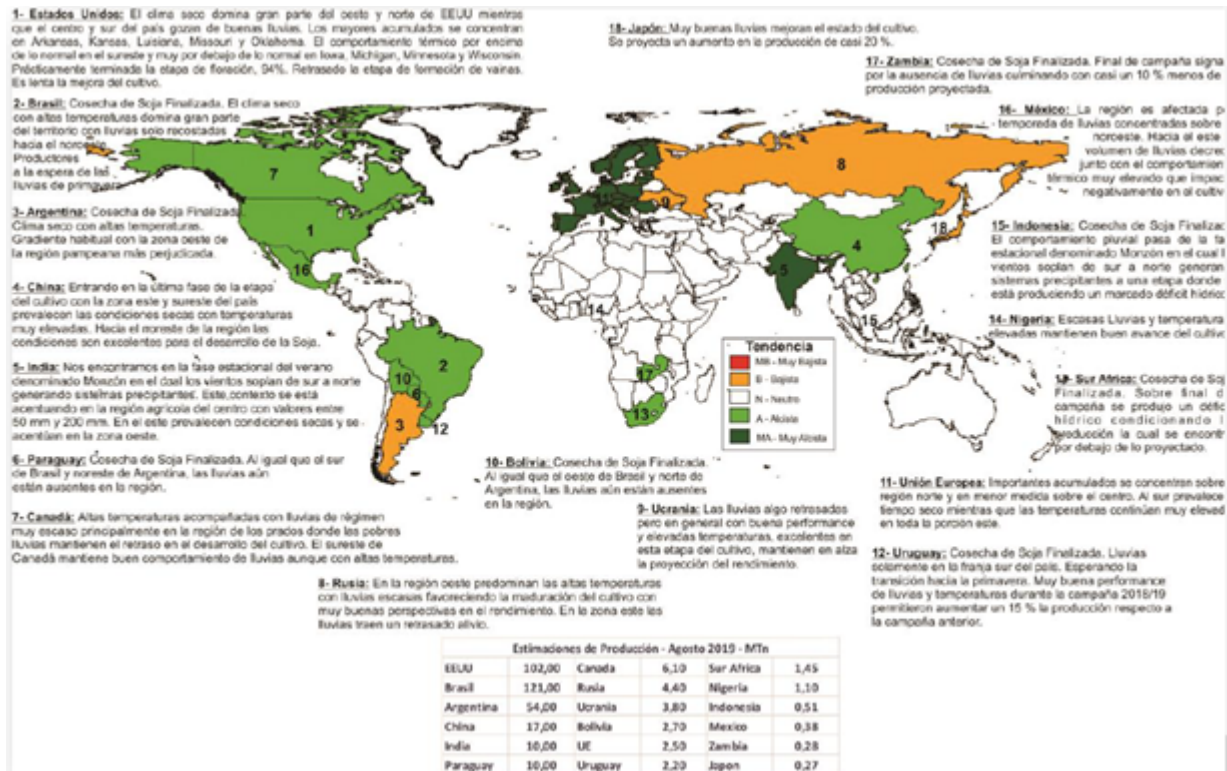 1- Estados Unidos: El clima seco domina gran parte del oeste y norte de EEUU mientras
que el centro y sur del país gozan de buenas lluvias. Los mayores acumulados se concentran
en Arkansas, Kansas, Luisiana, Missouri y Oklahoma. El comportamiento térmico por encima
de lo normal en el sureste y muy por debajo de lo normal en Iowa, Michigan, Minnesota y Wisconsin.
Prácticamente terminada la etapa de floración, 94%. Retrasado la etapa de formación de vainas.
Es lenta la mejora del cultivo.
2- Brasil: Cosecha de Soja Finalizada. El clima seco
con altas temperaturas domina gran parte
del territorio con lluvias solo recostadas
hacia el noroeste.
Productores
a la espera de las
lluvias de primavera
3- Argentina: Cosecha de Soja Finalizada.
Clima seco con altas temperaturas.
Gradiente habitual con la zona oeste de
la región pampeana más perjudicada.
4- China: Entrando en la última fase de la etapa
del cultivo con la zona este y sureste del país
prevalecen las condiciones secas con temperaturas
muy elevadas. Hacia el noreste de la región las
condiciones son excelentes para el desarrollo de la Soja.
5- India: Nos encontramos en la fase estacional del verano
denominado Monzón en el cual los vientos soplan de sur a norte
generando sistemas precipitantes. Este contexto se está
acentuando en la región agrícola del centro con valores entre
50 mm y 200 mm. En el este prevalecen condiciones secas y se
acentúan en la zona oeste.
6- Paraguay: Cosecha de Soja Finalizada. Al igual que el sur
de Brasil y noreste de Argentina, las lluvias aún
están ausentes en la región.
7- Canadá: Altas temperaturas acompañadas con lluvias de régimen
muy escaso principalmente en la región de los prados donde las pobres
lluvias mantienen el retraso en el desarrollo del cultivo. El sureste de
Canadá mantiene buen comportamiento de lluvias aunque con altas temperaturas.
8- Rusia: En la región oeste predominan las altas temperaturas
con lluvias escasas favoreciendo la maduración del cultivo con
muy buenas perspectivas en el rendimiento. En la zona este las
lluvias traen un retrasado alivio.
10- Bolivia: Cosecha de Soja Finalizada.
Al igual que el oeste de Brasil y norte de
Argentina, las lluvias aún están ausentes
en la región.
9- Ucrania: Las lluvias algo retrasadas
pero en general con buena performance
y elevadas temperaturas, excelentes en
esta etapa del cultivo, mantienen en alza
la proyección del rendimiento.
18- Japón: Muy buenas lluvias mejoran el estado del cultivo.
Se proyecta un aumento en la producción de casi 20 %.
17- Zambia: Cosecha de Soja Finalizada. Final de campaña signa
por la ausencia de lluvias culminando con casi un 10 % menos de
producción proyectada.
16- México: La región es afectada p
temporada de lluvias concentradas sobre
noroeste. Hacia el este
volumen de lluvias decrec
junto con el comportamien
térmico muy elevado que impac
negativamente en el cultiv
15- Indonesia: Cosecha de Soja Finalizac
El comportamiento pluvial pasa de la fa
estacional denominado Monzón en el cual l
vientos soplan de sur a norte generan
sistemas precipitantes a una etapa donde
está produciendo un marcado déficit hídric
14- Nigeria: Escasas Lluvias y temperatura
elevadas mantienen buen avance del cultiv
13- Sur Africa: Cosecha de Soj
Finalizada. Sobre final d
campaña se produjo un défic
hídrico condicionando l
producción la cual se encontr
por debajo de lo proyectado.
11- Unión Europea: Importantes acumulados se concentran sobre
región norte y en menor medida sobre el centro. Al sur prevalece
tiempo seco mientras que las temperaturas continúan muy elevad
en toda la porción este.
12- Uruguay: Cosecha de Soja Finalizada. Lluvias
solamente en la franja sur del país. Esperando la
transición hacia la primavera. Muy buena performance
de lluvias y temperaturas durante la campaña 2018/19
permitieron aumentar un 15 % la producción respecto a
la campaña anterior.
7
1
16
2
10
6
3
12
8
9
11
18
4
5
14
15
17
13
Tendencia
MB - Muy Bajista
B - Bajista
N - Neutro
A - Alcista
MA - Muy Alcista
Estimaciones de Producción - Agosto 2019 - MTn
EEUU 102,00 Canada 6,10 Sur Africa 1,45
Brasil 121,00 Rusia 4,40 Nigeria 1,10
Argentina 54,00 Ucrania 3,80 Indonesia 0,51
China 17,00 Bolivia 2,70 Mexico 0,38
India 10,00 UE 2,50 Zambia 0,28
Paraguay 10,00 Uruguay 2,20 Japon 0,27